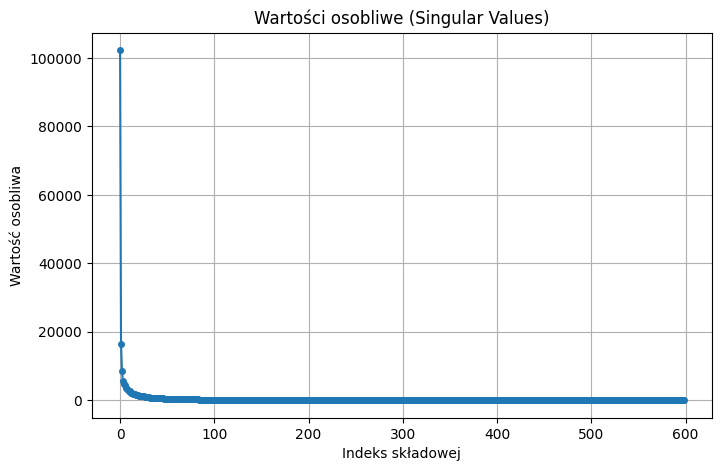 Wartości osobliwe (Singular Values)
100000
80000
60000
40000
20000
0
Wartość osobliwa
0 100 200 300 400 500 600
Indeks składowej